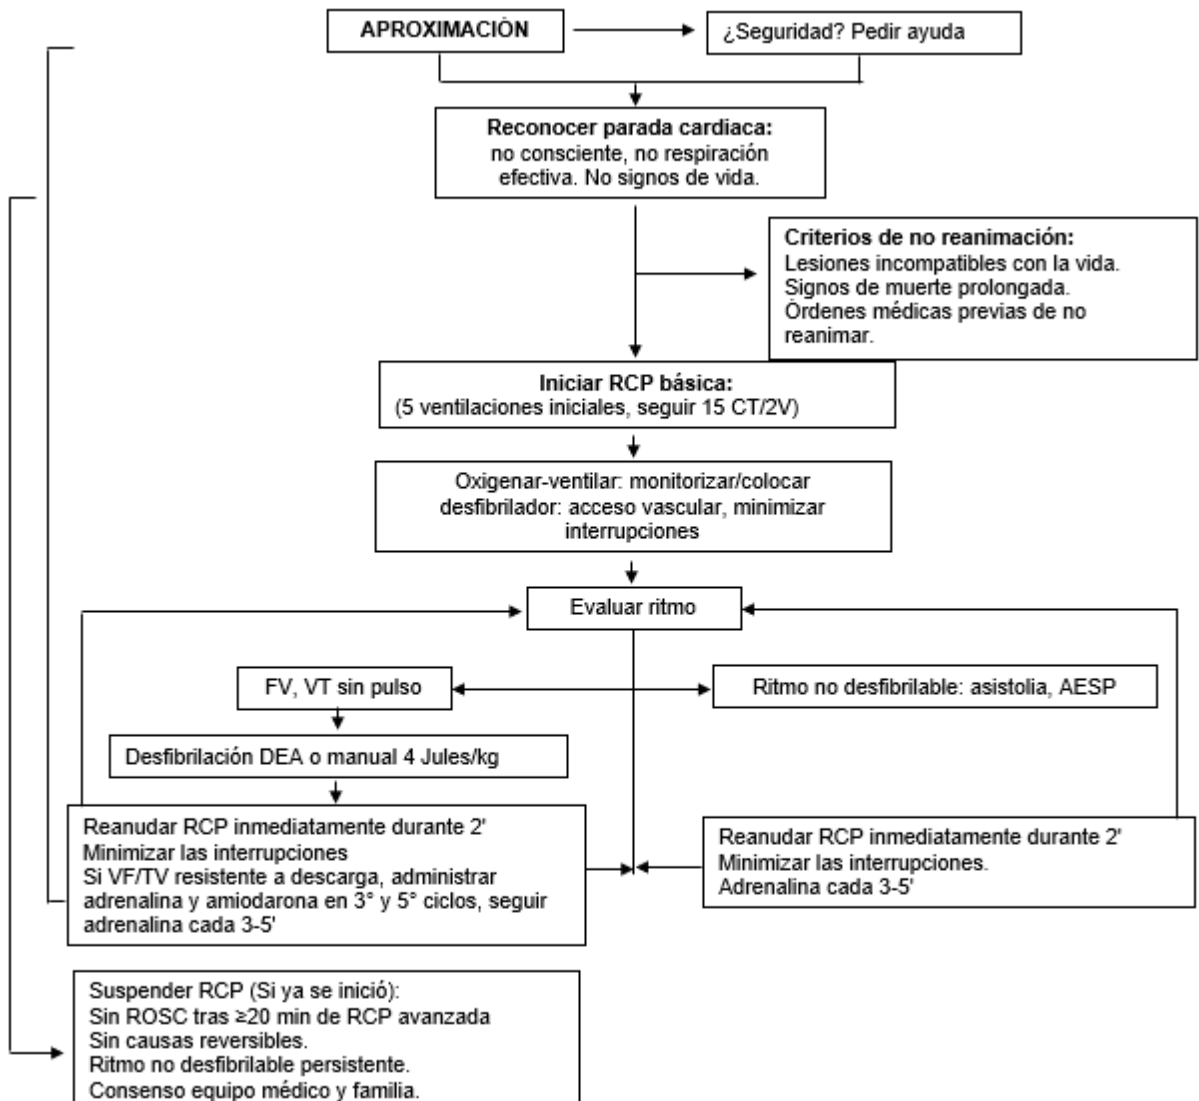 APROXIMACIÓN
¿Seguridad? Pedir ayuda
Reconocer parada cardiaca:
no consciente, no respiración
efectiva. No signos de vida.
Criterios de no reanimación:
Lesiones incompatibles con la vida.
Signos de muerte prolongada.
Órdenes médicas previas de no
reanimar.
Iniciar RCP básica:
(5 ventilaciones iniciales, seguir 15 CT/2V)
Oxigenar-ventilar: monitorizar/colocar
desfibrilador: acceso vascular, minimizar
interrupciones
Evaluar ritmo
FV, VT sin pulso
Ritmo no desfibrilable: asistolia, AESP
Desfibrilación DEA o manual 4 Jules/kg
Reanudar RCP inmediatamente durante 2'
Minimizar las interrupciones
Si VF/TV resistente a descarga, administrar
adrenalina y amiodarona en 3° y 5° ciclos, seguir
adrenalina cada 3-5'
Reanudar RCP inmediatamente durante 2'
Minimizar las interrupciones.
Adrenalina cada 3-5'
Suspender RCP (Si ya se inició):
Sin ROSC tras ≥20 min de RCP avanzada
Sin causas reversibles.
Ritmo no desfibrilable persistente.
Consenso equipo médico y familia.